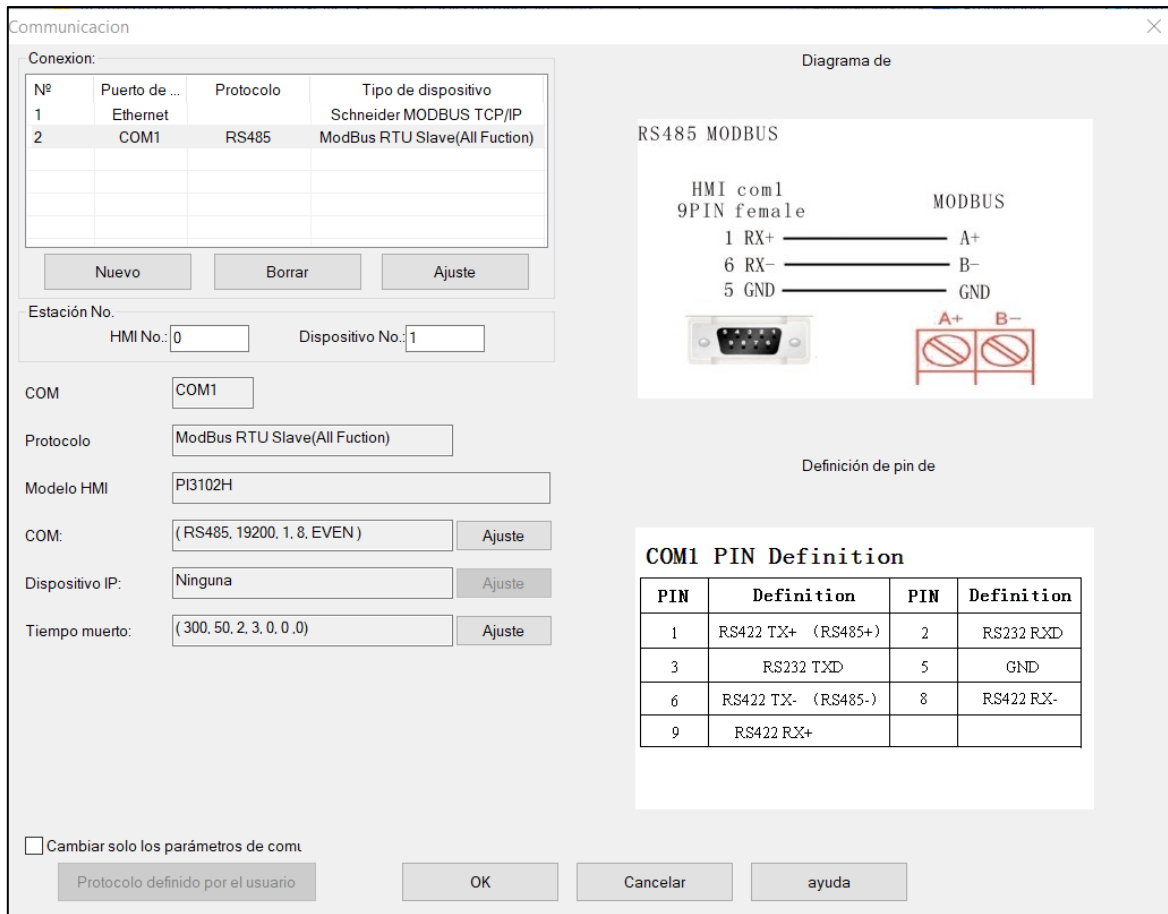 Communicacion
Conexion:
Nº Puerto de ... Protocolo Tipo de dispositivo
1 Ethernet Schneider MODBUS TCP/IP
2 COM1 RS485 ModBus RTU Slave(All Fuction)
Nuevo Borrar Ajuste
Estación No.
HMI No.: 0 Dispositivo No.: 1
COM COM1
Protocolo ModBus RTU Slave(All Fuction)
Modelo HMI PI3102H
COM: ( RS485, 19200, 1, 8, EVEN ) Ajuste
Dispositivo IP: Ninguna Ajuste
Tiempo muerto: ( 300, 50, 2, 3, 0, 0 ,0) Ajuste
Cambiar solo los parámetros de comu
Protocolo definido por el usuario OK Cancelar ayuda
Diagrama de
RS485 MODBUS
HMI com1
9PIN female MODBUS
1 RX+ A+
6 RX- B-
5 GND GND
A+ B-
Definición de pin de
COM1 PIN Definition
PIN Definition PIN Definition
1 RS422 TX+ (RS485+) 2 RS232 RXD
3 RS232 TXD 5 GND
6 RS422 TX- (RS485-) 8 RS422 RX-
9 RS422 RX+